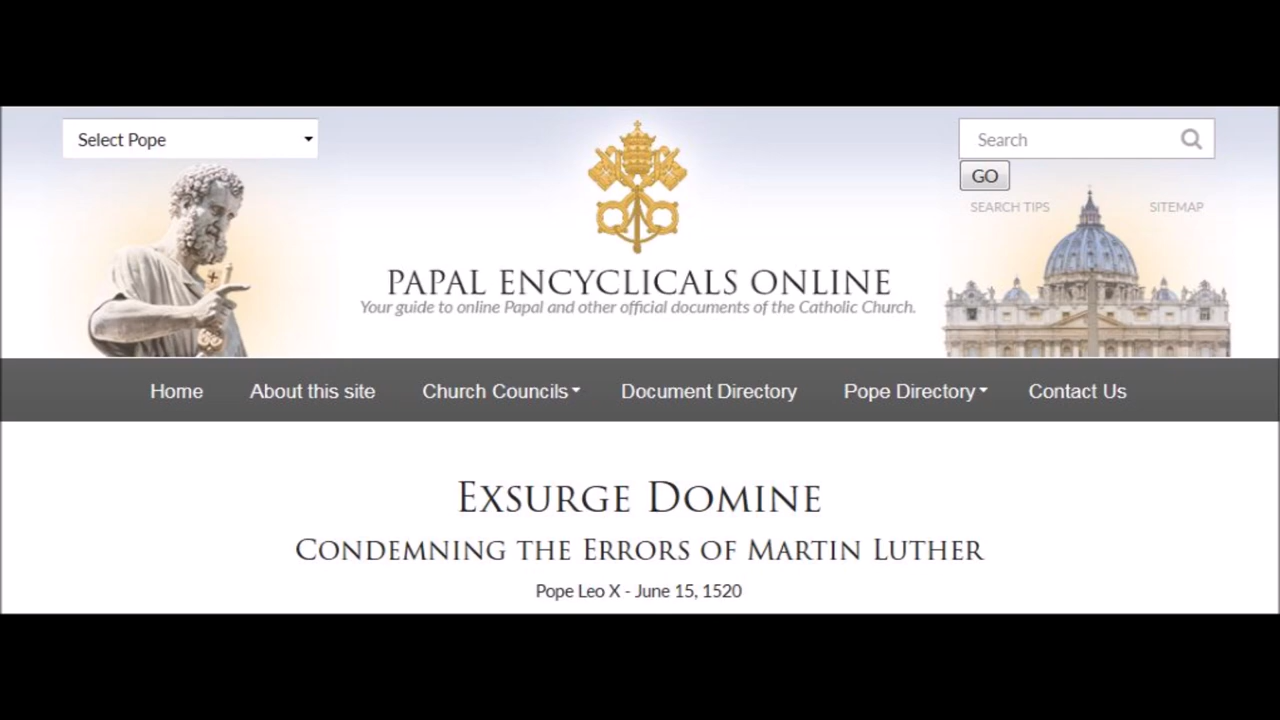 Select Pope
Search
GO
SEARCH TIPS
SITEMAP
PAPAL ENCYCLICALS ONLINE
Your guide to online Papal and other official documents of the Catholic Church.
Home About this site Church Councils Document Directory Pope Directory Contact Us
EXSURGE DOMINE
CONDEMNING THE ERRORS OF MARTIN LUTHER
Pope Leo X - June 15, 1520